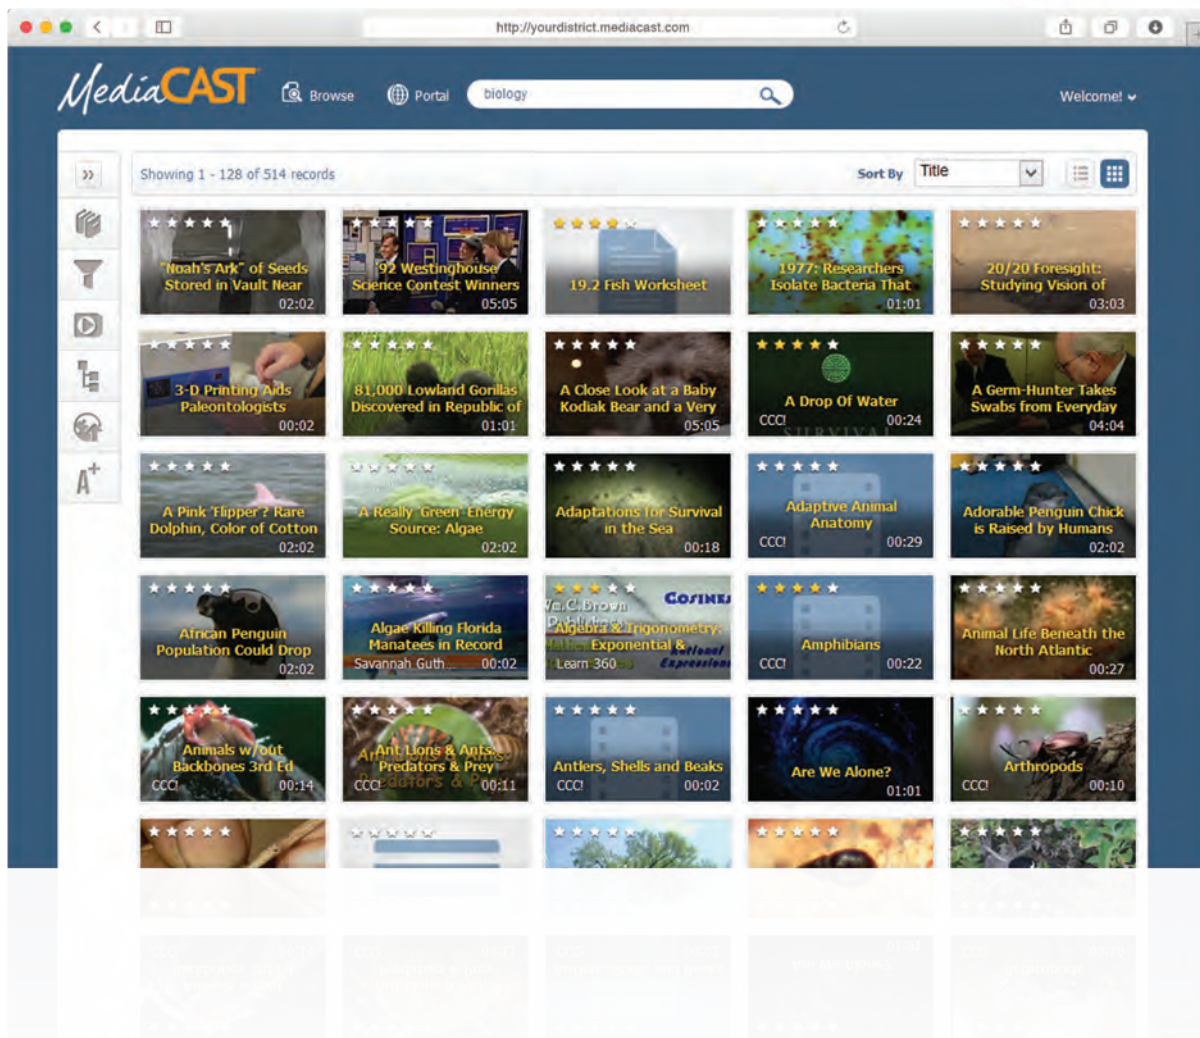 http://yourdistrict.mediacast.com
MediaCAST
Browse
Portal
biology
Welcome!
Showing 1 - 128 of 514 records
Sort By
Title
"Noah's Ark" of Seeds
Stored in Vault Near
02:02
'92 Westinghouse
Science Contest Winners
05:05
19.2 Fish Worksheet
1977: Researchers
Isolate Bacteria That
01:01
20/20 Foresight:
Studying Vision of
03:03
3-D Printing Aids
Paleontologists
00:02
81,000 Lowland Gorillas
Discovered in Republic of
01:01
A Close Look at a Baby
Kodiak Bear and a Very
05:05
A Drop Of Water
CCC!
00:24
SURVIVAL
A Germ-Hunter Takes
Swabs from Everyday
04:04
A Pink 'Flipper'? Rare
Dolphin, Color of Cotton
02:02
A Really 'Green' Energy
Source: Algae
02:02
Adaptations for Survival
in the Sea
00:18
Adaptive Animal
Anatomy
CCC!
00:29
Adorable Penguin Chick
is Raised by Humans
02:02
African Penguin
Population Could Drop
02:02
Algae Killing Florida
Manatees in Record
Savannah Guth...
00:02
Wm.C.Brown
Cosines
Algebra & Trigonometry:
Exponential &
Learn 360
Rational
Expressions
Amphibians
CCC!
00:22
Animal Life Beneath the
North Atlantic
00:27
Animals w/out
Backbones 3rd Ed
CCC!
00:14
Ant Lions & Ants:
Predators & Prey
CCC!
00:11
Antlers, Shells and Beaks
CCC!
00:02
Are We Alone?
01:01
Arthropods
CCC!
00:10
A+